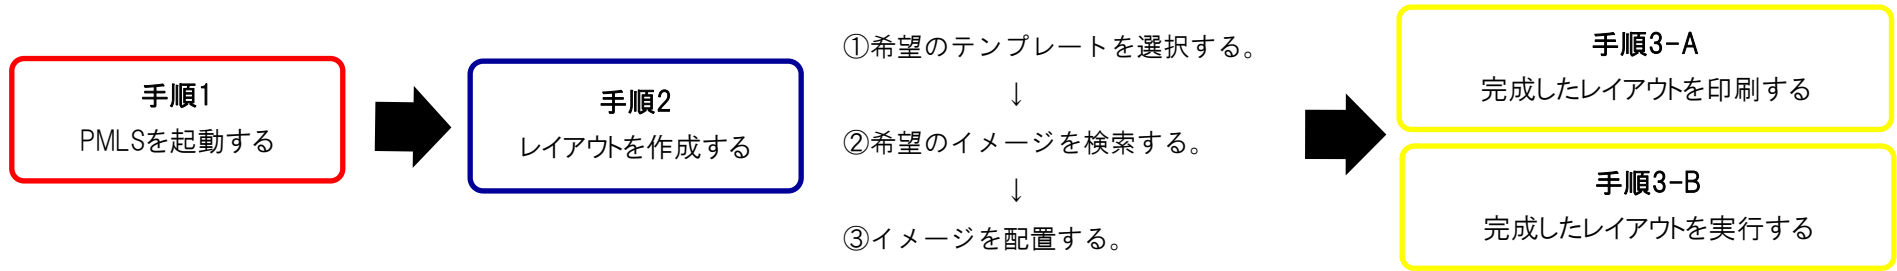 手順1
PMLSを起動する
手順2
レイアウトを作成する
①希望のテンプレートを選択する。
↓
②希望のイメージを検索する。
↓
③イメージを配置する。
手順3-A
完成したレイアウトを印刷する
手順3-B
完成したレイアウトを実行する